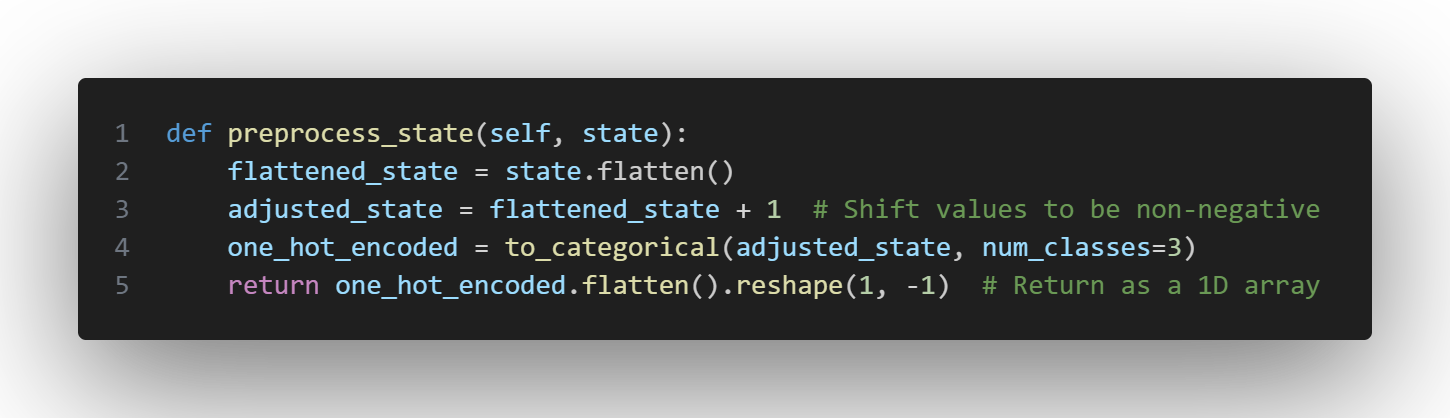 1 def preprocess_state(self, state):
2     flattened_state = state.flatten()
3     adjusted_state = flattened_state + 1  # Shift values to be non-negative
4     one_hot_encoded = to_categorical(adjusted_state, num_classes=3)
5     return one_hot_encoded.flatten().reshape(1, -1)  # Return as a 1D array